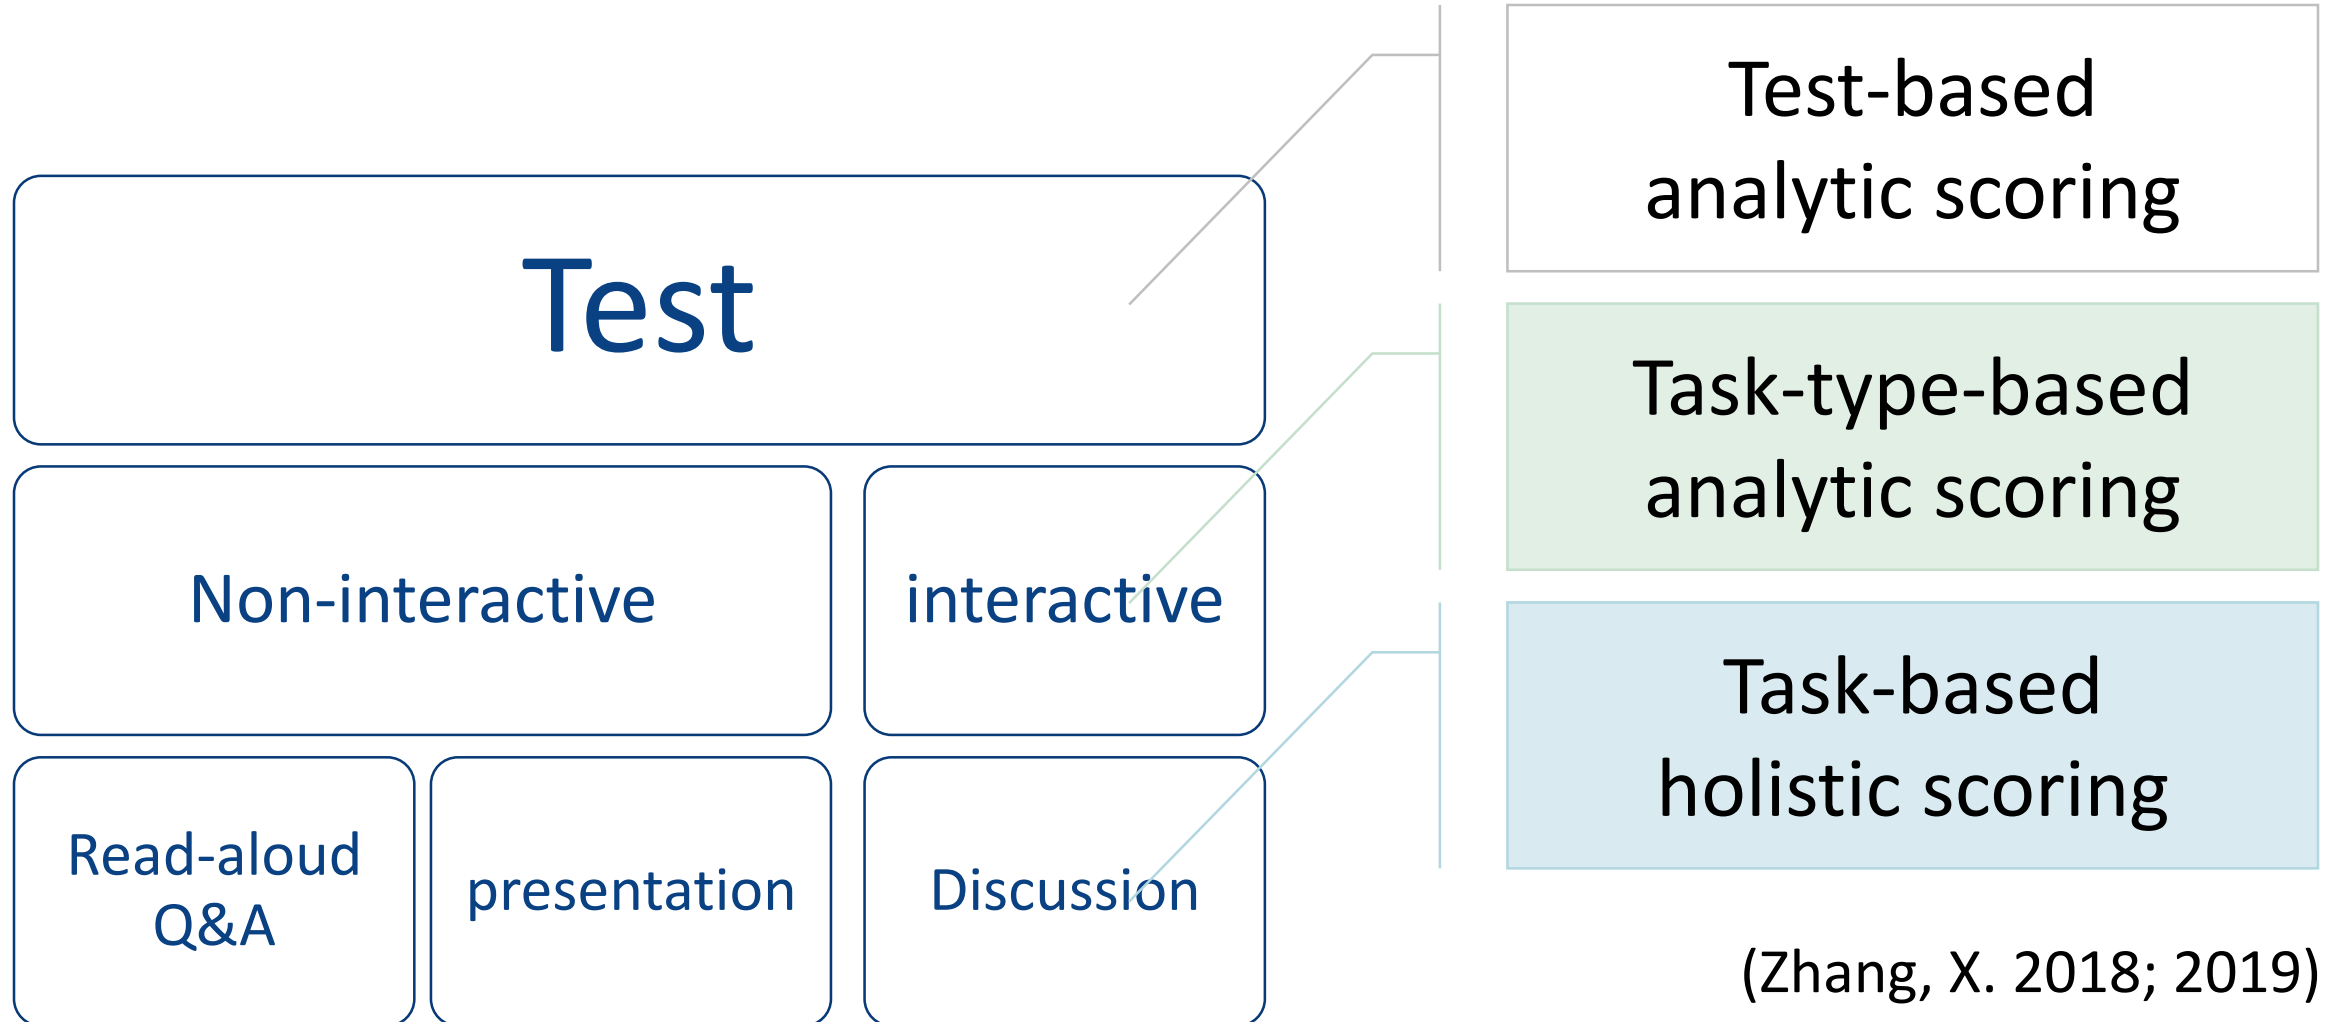 Test-based
analytic scoring
Test
Task-type-based
analytic scoring
Non-interactive
interactive
Task-based
holistic scoring
Read-aloud
Q&A
presentation
Discussion
(Zhang, X. 2018; 2019)